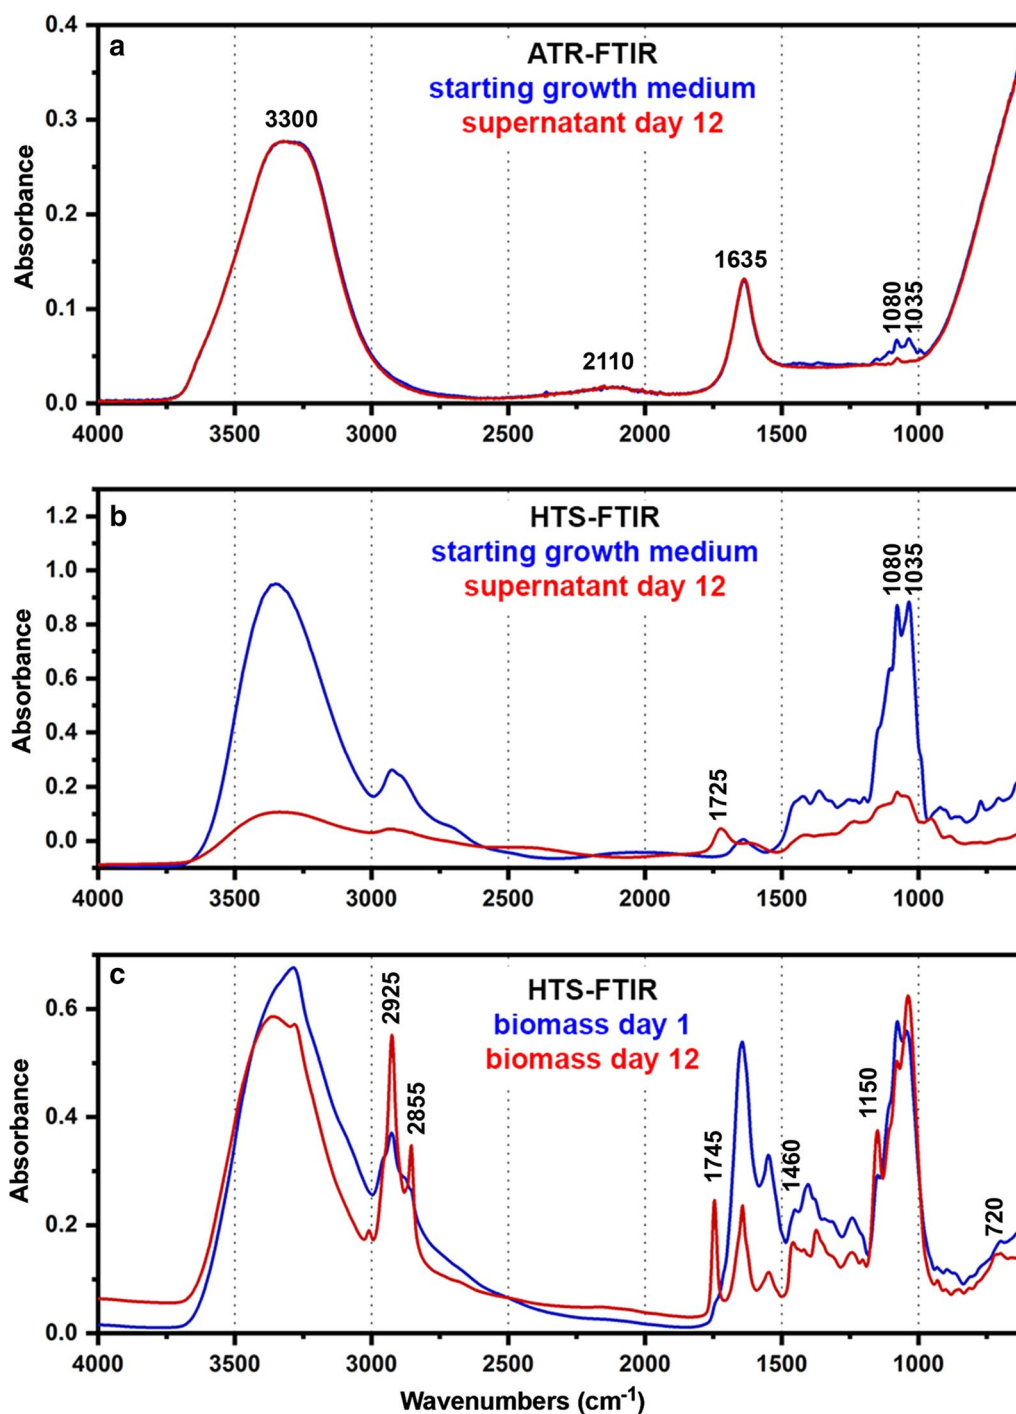 a
ATR-FTIR
starting growth medium
supernatant day 12
3300
2110
1635
1080
1035
Absorbance
0.4
0.3
0.2
0.1
0.0
4000 3500 3000 2500 2000 1500 1000
b
HTS-FTIR
starting growth medium
supernatant day 12
1725
1080
1035
Absorbance
1.2
1.0
0.8
0.6
0.4
0.2
0.0
4000 3500 3000 2500 2000 1500 1000
c
HTS-FTIR
biomass day 1
biomass day 12
2925
2855
1745
1460
1150
720
Absorbance
0.6
0.4
0.2
0.0
4000 3500 3000 2500 2000 1500 1000
Wavenumbers (cm⁻¹)